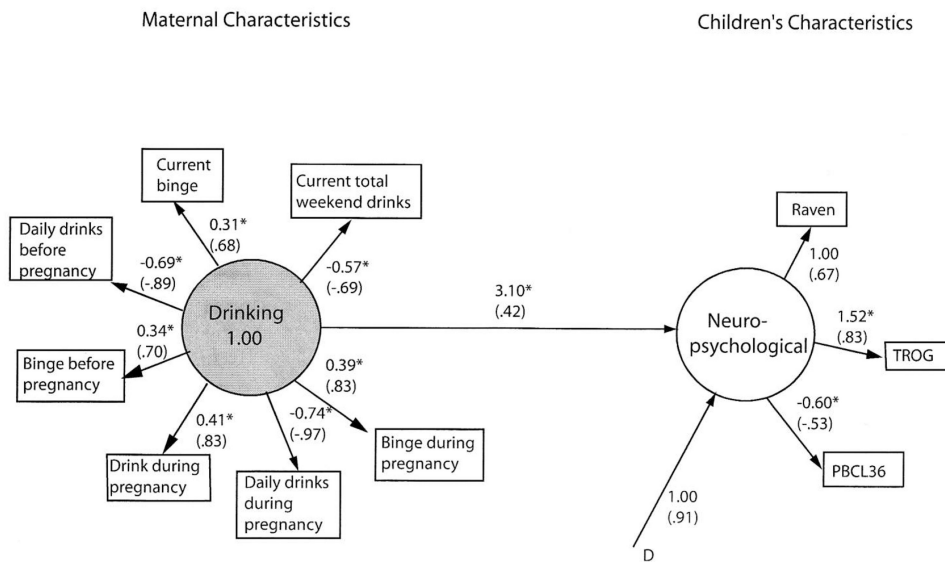 Maternal Characteristics
Children's Characteristics
Current
binge
Current total
weekend drinks
Daily drinks
before
pregnancy
0.31*
(.68)
-0.69*
(-.89)
-0.57*
(-.69)
Drinking
1.00
0.34*
(.70)
Binge before
pregnancy
0.39*
(.83)
0.41*
(.83)
-0.74*
(-.97)
Binge during
pregnancy
Drink during
pregnancy
Daily drinks
during
pregnancy
3.10*
(.42)
Raven
1.00
(.67)
Neuro-
psychological
1.52*
(.83)
TROG
-0.60*
(-.53)
PBCL36
1.00
(.91)
D